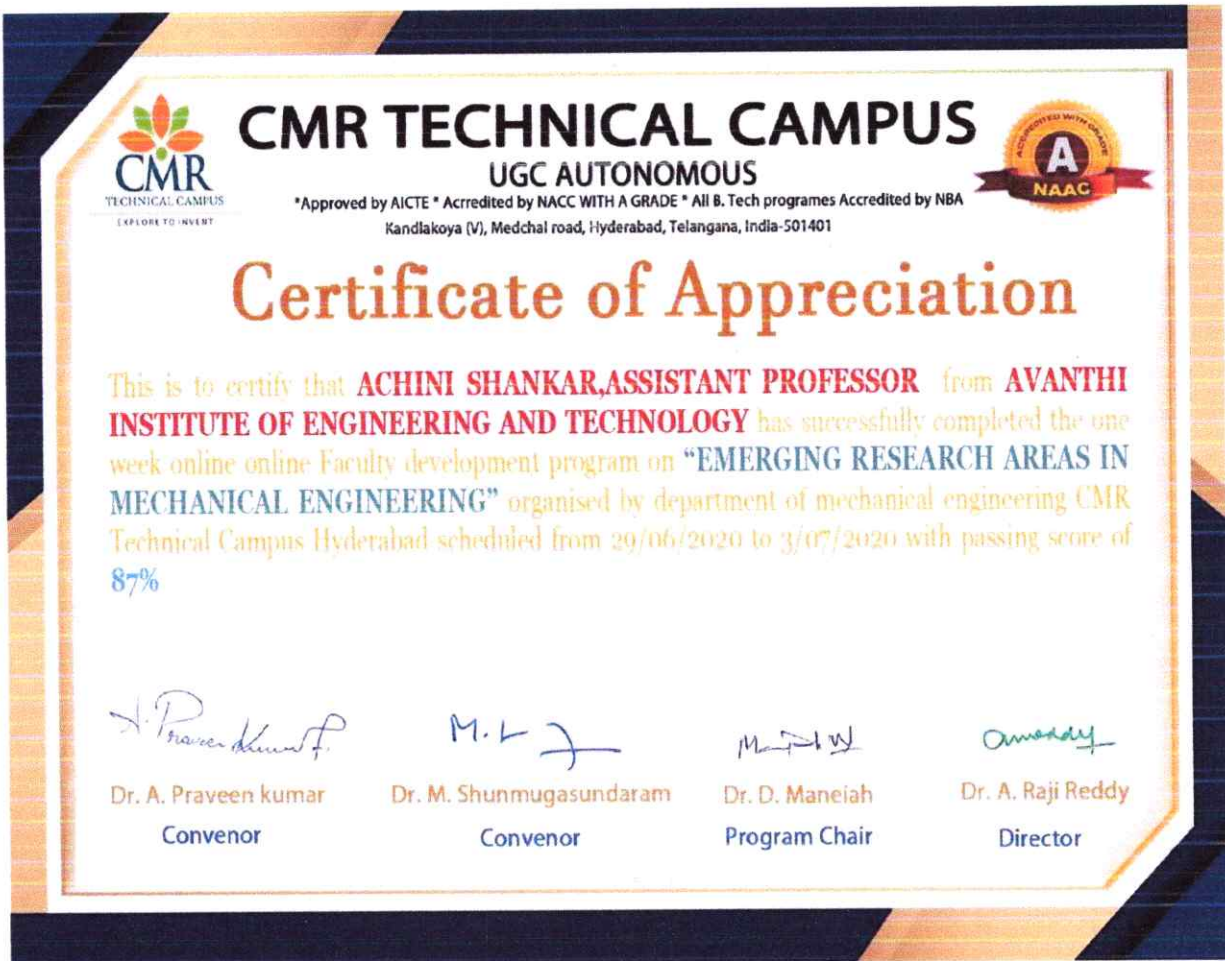 CMR TECHNICAL CAMPUS
UGC AUTONOMOUS
*Approved by AICTE * Acrredited by NACC WITH A GRADE * All B. Tech programes Accredited by NBA
Kandlakoya (V), Medchal road, Hyderabad, Telangana, India-501401
CMR
TECHNICAL CAMPUS
EXPLORE TO INVENT
ACCREDITED WITH GRADE
A
NAAC
Certificate of Appreciation
This is to certify that ACHINI SHANKAR,ASSISTANT PROFESSOR from AVANTHI
INSTITUTE OF ENGINEERING AND TECHNOLOGY has successfully completed the one
week online online Faculty development program on “EMERGING RESEARCH AREAS IN
MECHANICAL ENGINEERING” organised by department of mechanical engineering CMR
Technical Campus Hyderabad scheduled from 29/06/2020 to 3/07/2020 with passing score of
87%
Dr. A. Praveen kumar
Convenor
Dr. M. Shunmugasundaram
Convenor
Dr. D. Maneiah
Program Chair
Dr. A. Raji Reddy
Director